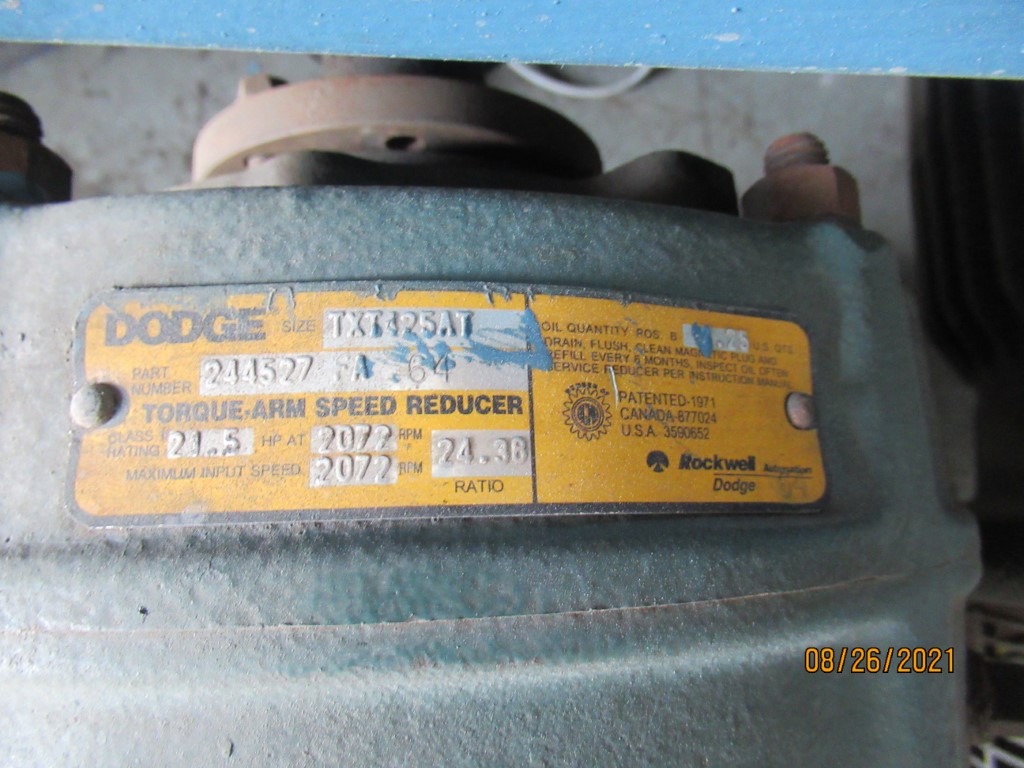 DODGE SIZE TXT425AT
PART NUMBER 244527 FA .64
TORQUE-ARM SPEED REDUCER
CLASS I RATING 21.5 HP AT 2072 RPM
MAXIMUM INPUT SPEED 2072 RPM
24.38
RATIO
OIL QUANTITY POS. B .25 U.S. QTS.
DRAIN, FLUSH, CLEAN MAGNETIC PLUG AND
REFILL EVERY 6 MONTHS, INSPECT OIL OFTEN
SERVICE REDUCER PER INSTRUCTION MANUAL
PATENTED-1971
CANADA-877024
U.S.A. 3590652
Rockwell Automation
Dodge
08/26/2021